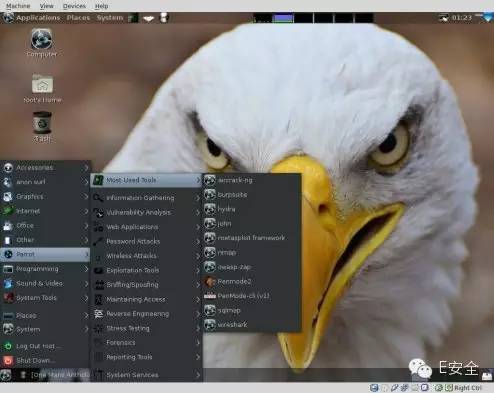 Machine View Devices Help
Applications Places System
01:23
Computer
root's Home
Trash
Accessories
anon surf
Graphics
Internet
Office
Other
Parrot
Programming
Sound & Video
System Tools
Places
System
Log Out root...
Shut Down...
Most Used Tools
Information Gathering
Vulnerability Analysis
Web Applications
Password Attacks
Wireless Attacks
Exploitation Tools
Sniffing/Spoofing
Maintaining Access
Reverse Engineering
Stress Testing
Forensics
Reporting Tools
System Services
aircrack-ng
burpsuite
hydra
john
metasploit framework
nmap
owasp-zap
Penmode2
PenMode-cli (v1)
sqlmap
wireshark
E安全
Right Ctrl